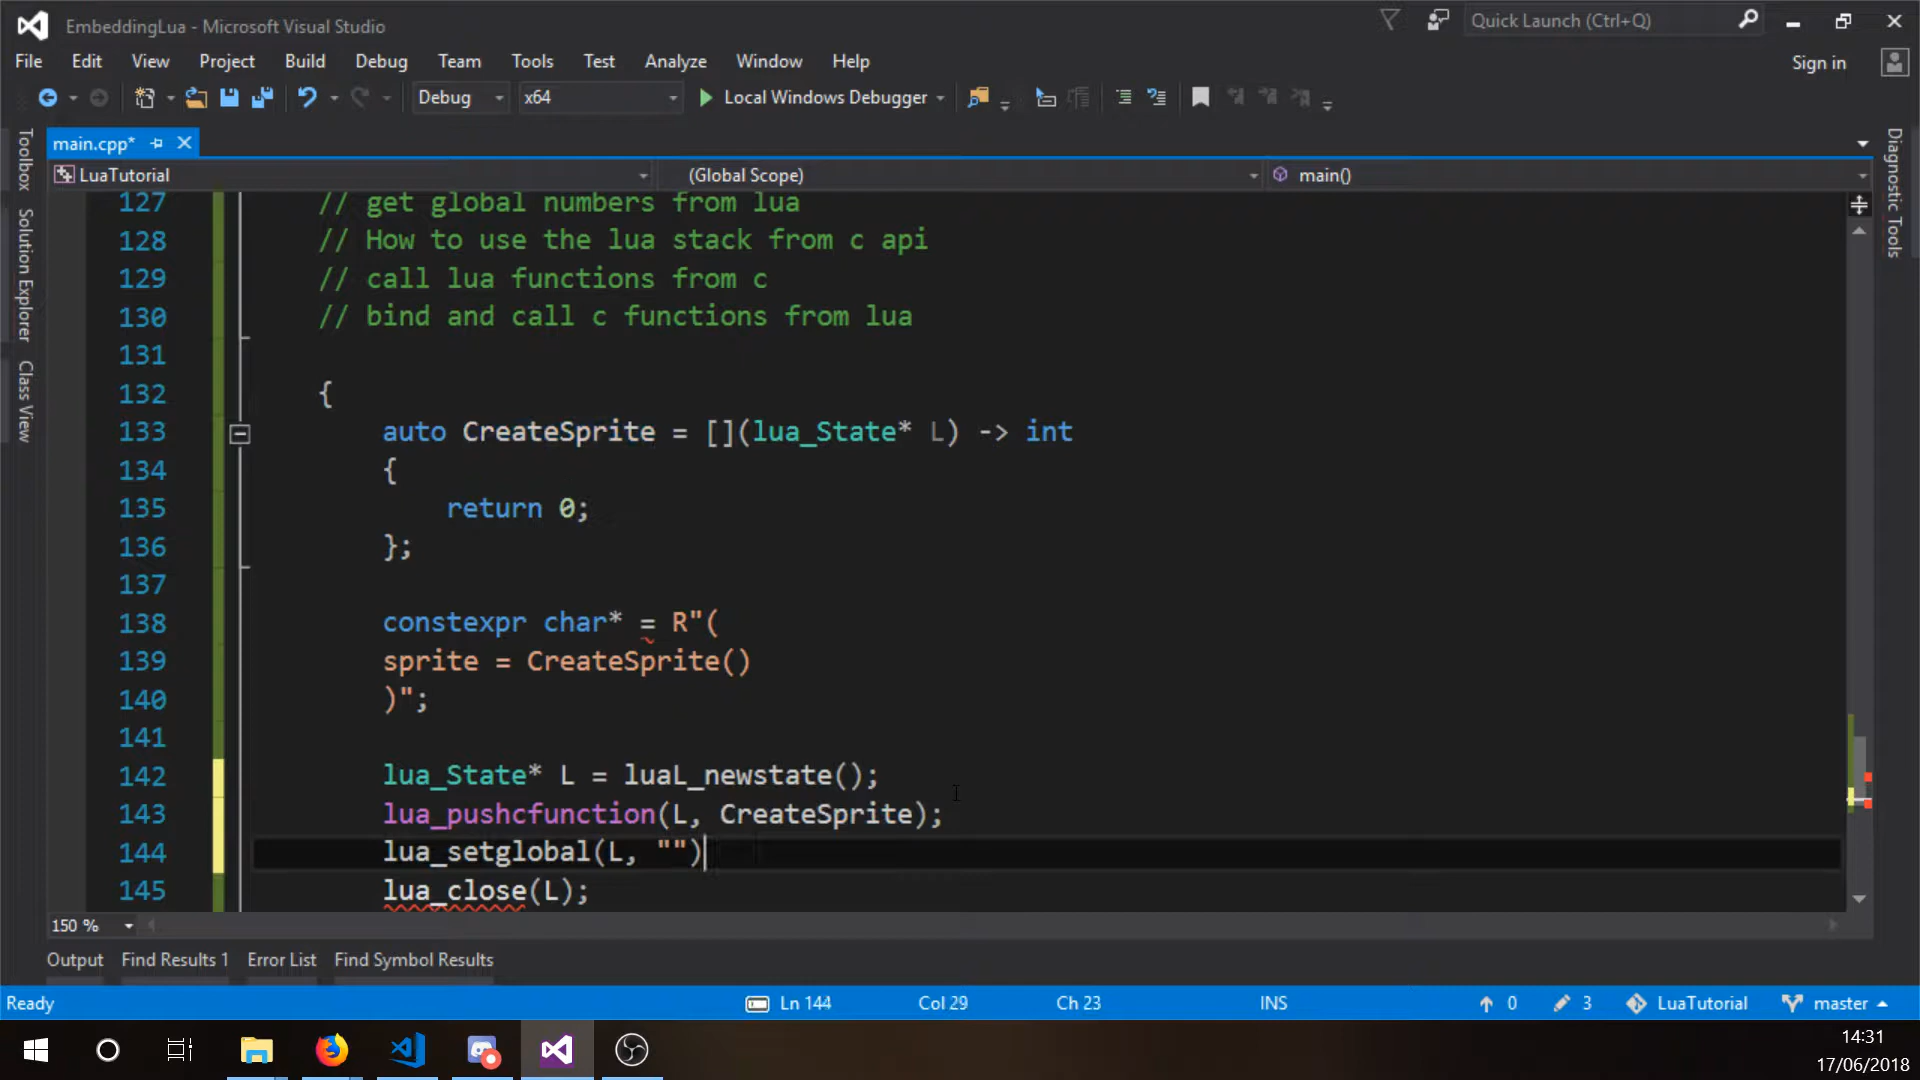 EmbeddingLua - Microsoft Visual Studio
Quick Launch (Ctrl+Q)
File Edit View Project Build Debug Team Tools Test Analyze Window Help
Sign in
Debug x64 Local Windows Debugger
Toolbox
Solution Explorer
Class View
Diagnostic Tools
main.cpp*
LuaTutorial (Global Scope) main()
127 // get global numbers from lua
128 // How to use the lua stack from c api
129 // call lua functions from c
130 // bind and call c functions from lua
131
132 {
133 auto CreateSprite = [](lua_State* L) -> int
134 {
135 return 0;
136 };
137
138 constexpr char* = R"(
139 sprite = CreateSprite()
140 )";
141
142 lua_State* L = luaL_newstate();
143 lua_pushcfunction(L, CreateSprite);
144 lua_setglobal(L, "")
145 lua_close(L);
150 %
Output Find Results 1 Error List Find Symbol Results
Ready Ln 144 Col 29 Ch 23 INS 0 3 LuaTutorial master
14:31
17/06/2018